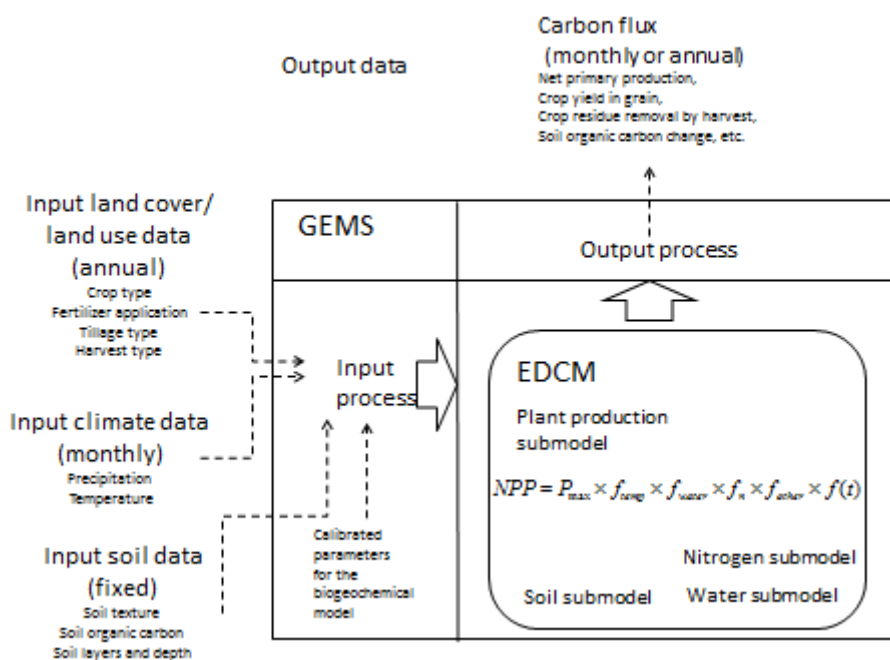 Output data
Carbon flux
(monthly or annual)
Net primary production,
Crop yield in grain,
Crop residue removal by harvest,
Soil organic carbon change, etc.
Input land cover/
land use data
(annual)
Crop type
Fertilizer application
Tillage type
Harvest type
Input climate data
(monthly)
Precipitation
Temperature
Input soil data
(fixed)
Soil texture
Soil organic carbon
Soil layers and depth
GEMS
Input
process
Calibrated
parameters
for the
biogeochemical
model
Output process
EDCM
Plant production
submodel
NPP = P_max × f_temp × f_water × f_n × f_other × f(t)
Nitrogen submodel
Soil submodel
Water submodel